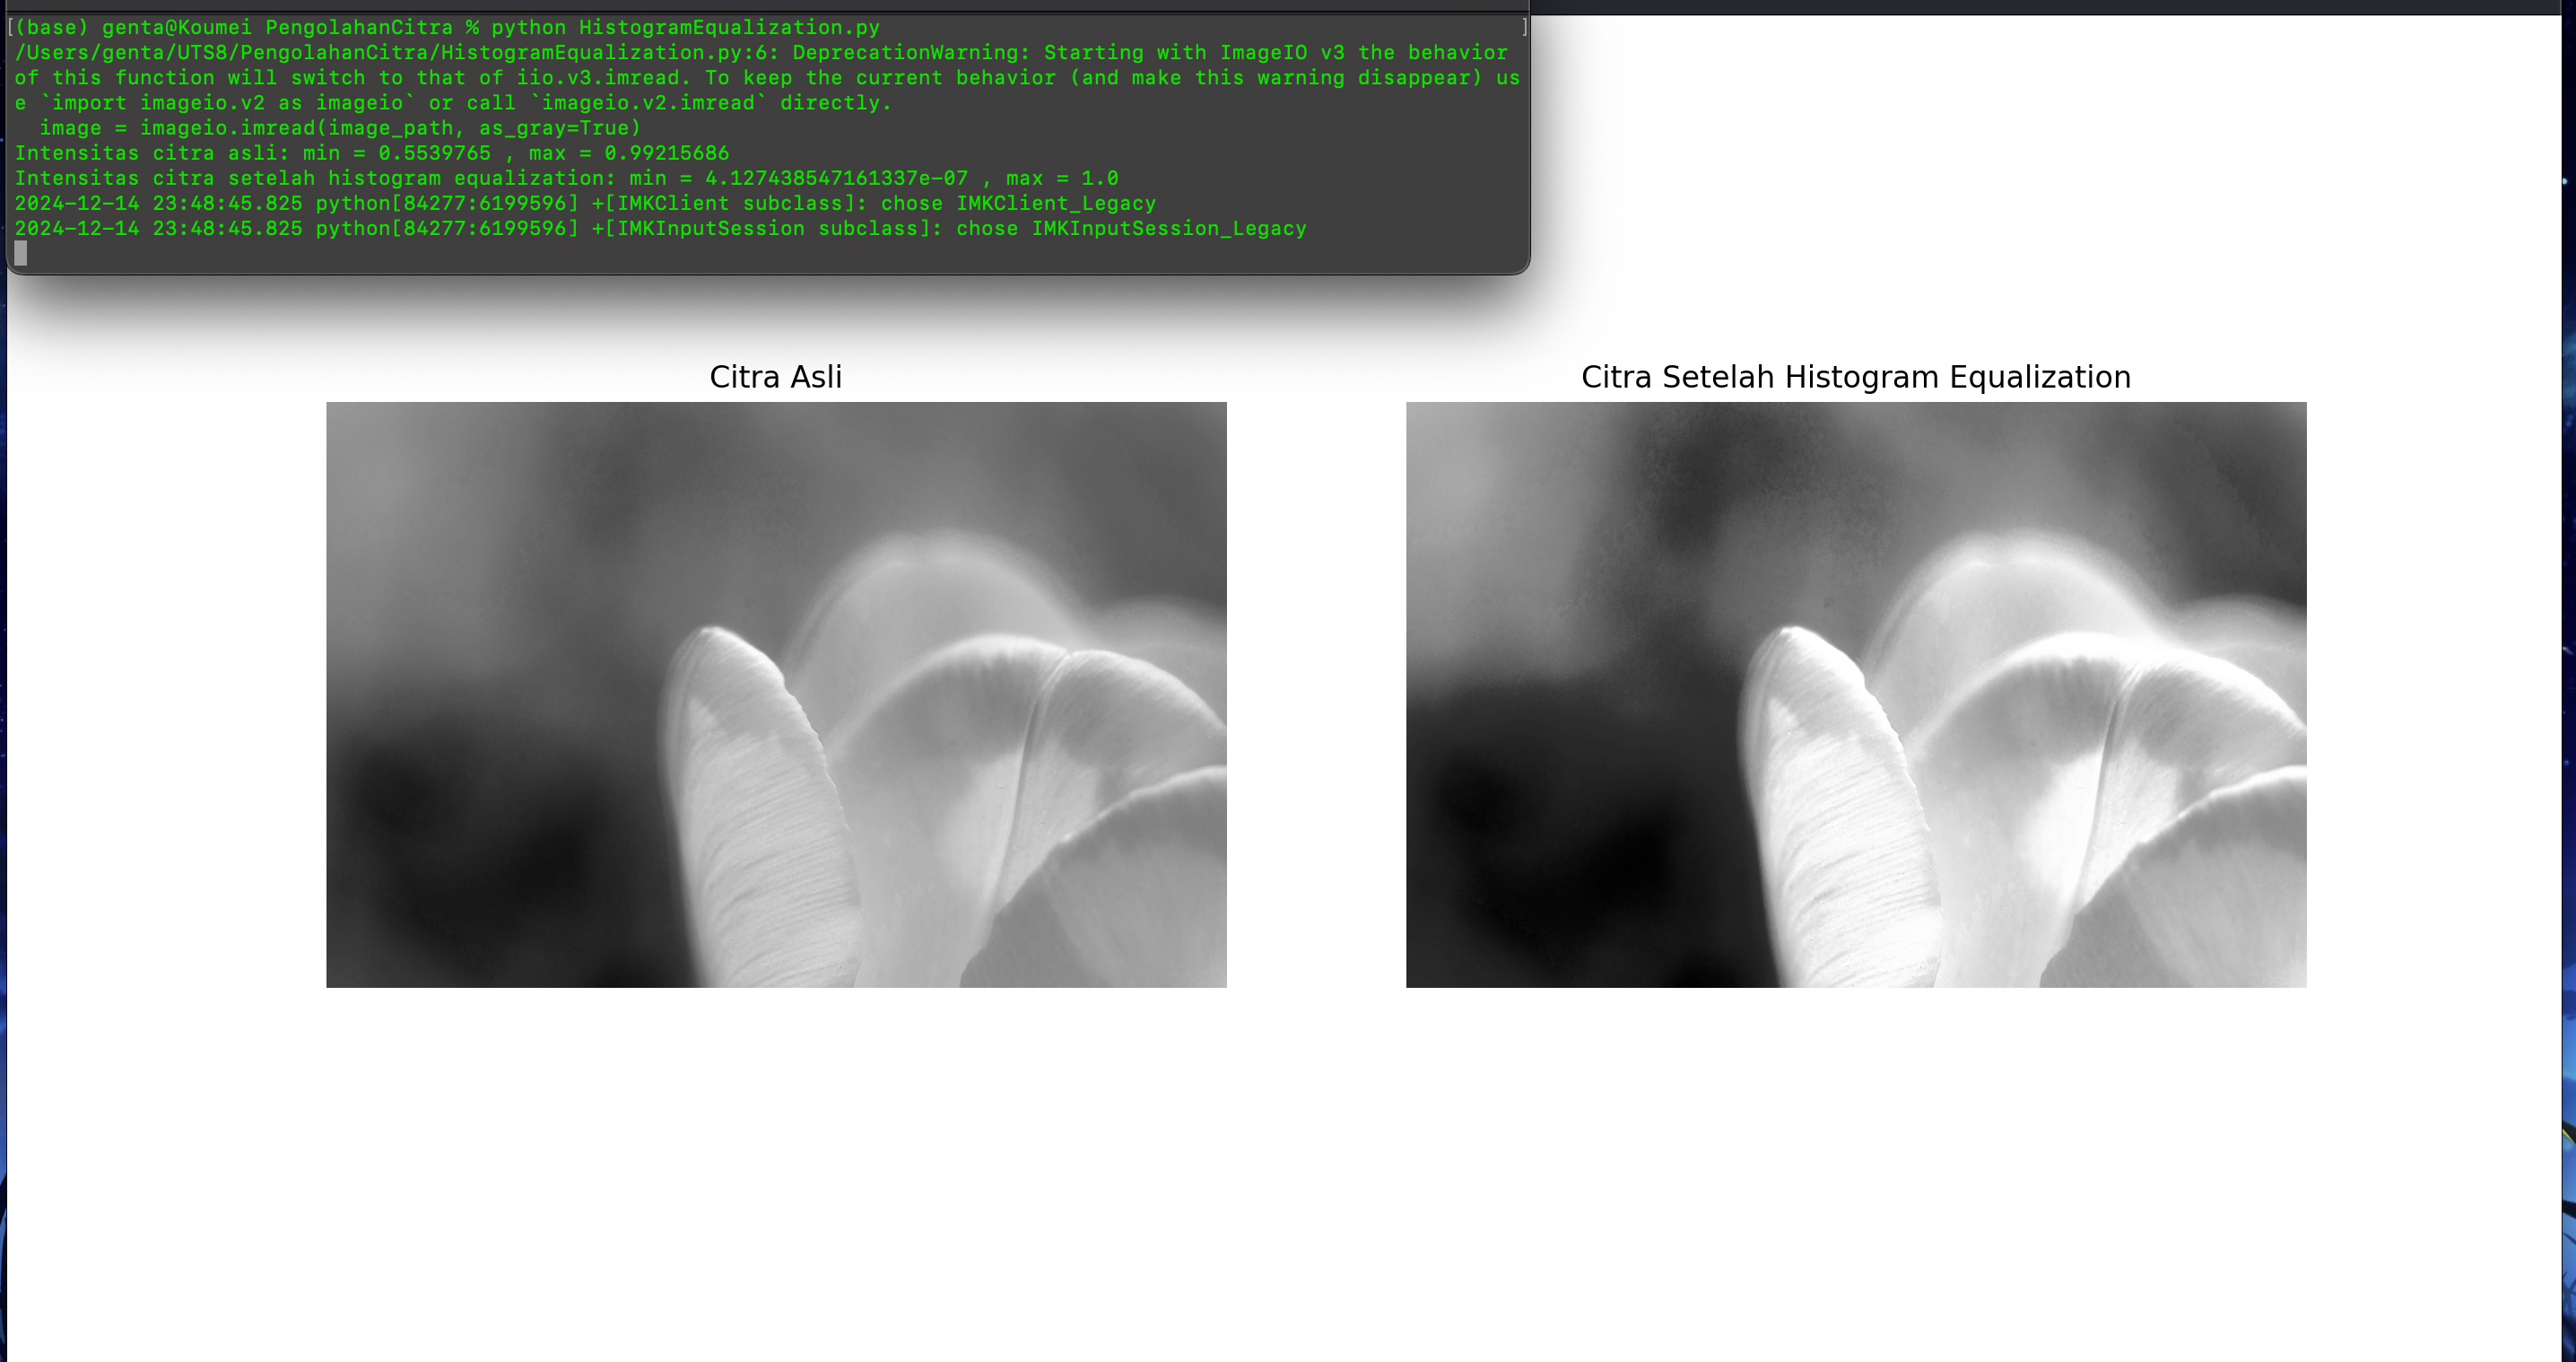 [(base) genta@Koumei PengolahanCitra % python HistogramEqualization.py ]
/Users/genta/UTS8/PengolahanCitra/HistogramEqualization.py:6: DeprecationWarning: Starting with ImageIO v3 the behavior
of this function will switch to that of iio.v3.imread. To keep the current behavior (and make this warning disappear) us
e `import imageio.v2 as imageio` or call `imageio.v2.imread` directly.
  image = imageio.imread(image_path, as_gray=True)
Intensitas citra asli: min = 0.5539765 , max = 0.99215686
Intensitas citra setelah histogram equalization: min = 4.127438547161337e-07 , max = 1.0
2024-12-14 23:48:45.825 python[84277:6199596] +[IMKClient subclass]: chose IMKClient_Legacy
2024-12-14 23:48:45.825 python[84277:6199596] +[IMKInputSession subclass]: chose IMKInputSession_Legacy
Citra Asli
Citra Setelah Histogram Equalization